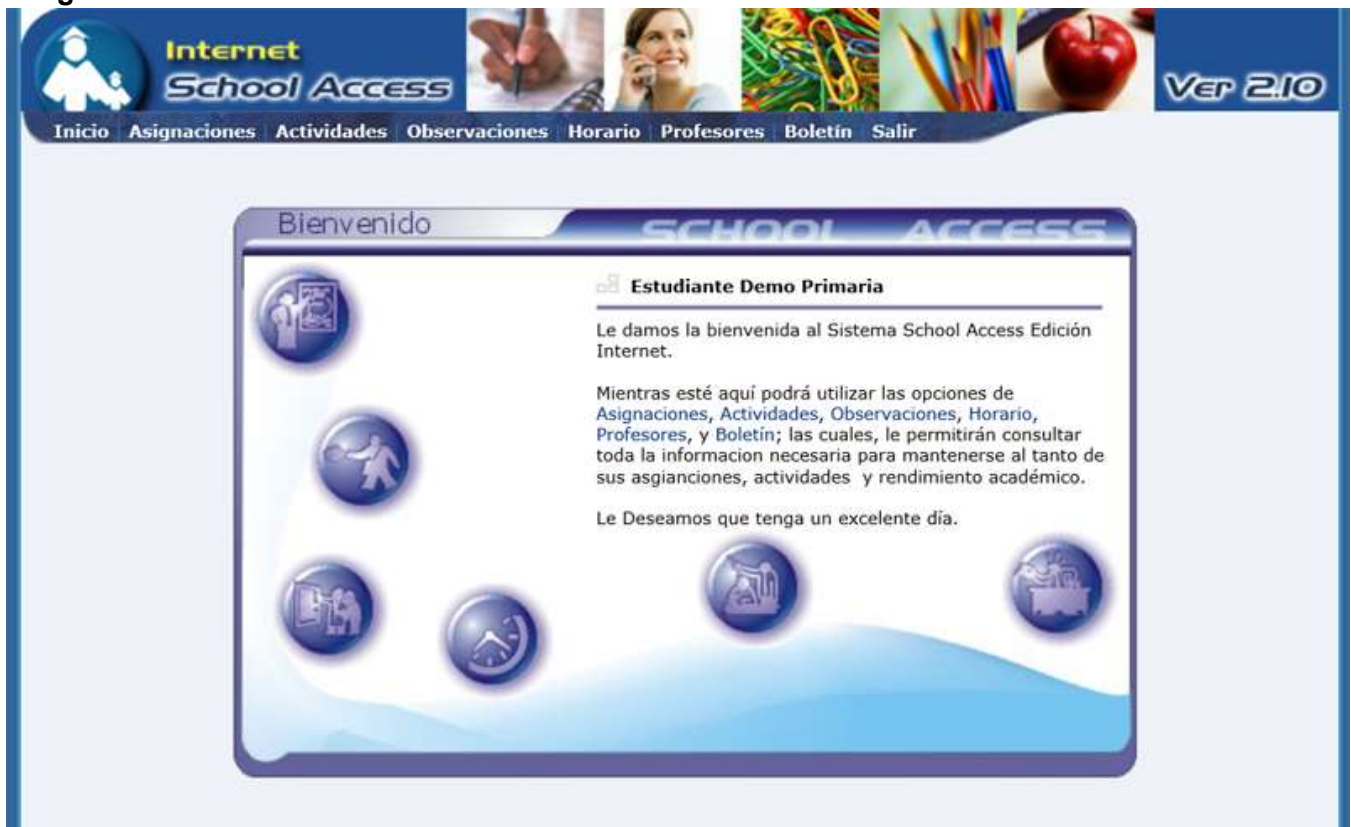 Internet
School Access
Ver 2.10
Inicio Asignaciones Actividades Observaciones Horario Profesores Boletín Salir
Bienvenido
SCHOOL ACCESS
Estudiante Demo Primaria
Le damos la bienvenida al Sistema School Access Edición
Internet.
Mientras esté aquí podrá utilizar las opciones de
Asignaciones, Actividades, Observaciones, Horario,
Profesores, y Boletín; las cuales, le permitirán consultar
toda la informacion necesaria para mantenerse al tanto de
sus asgianciones, actividades y rendimiento académico.
Le Deseamos que tenga un excelente día.